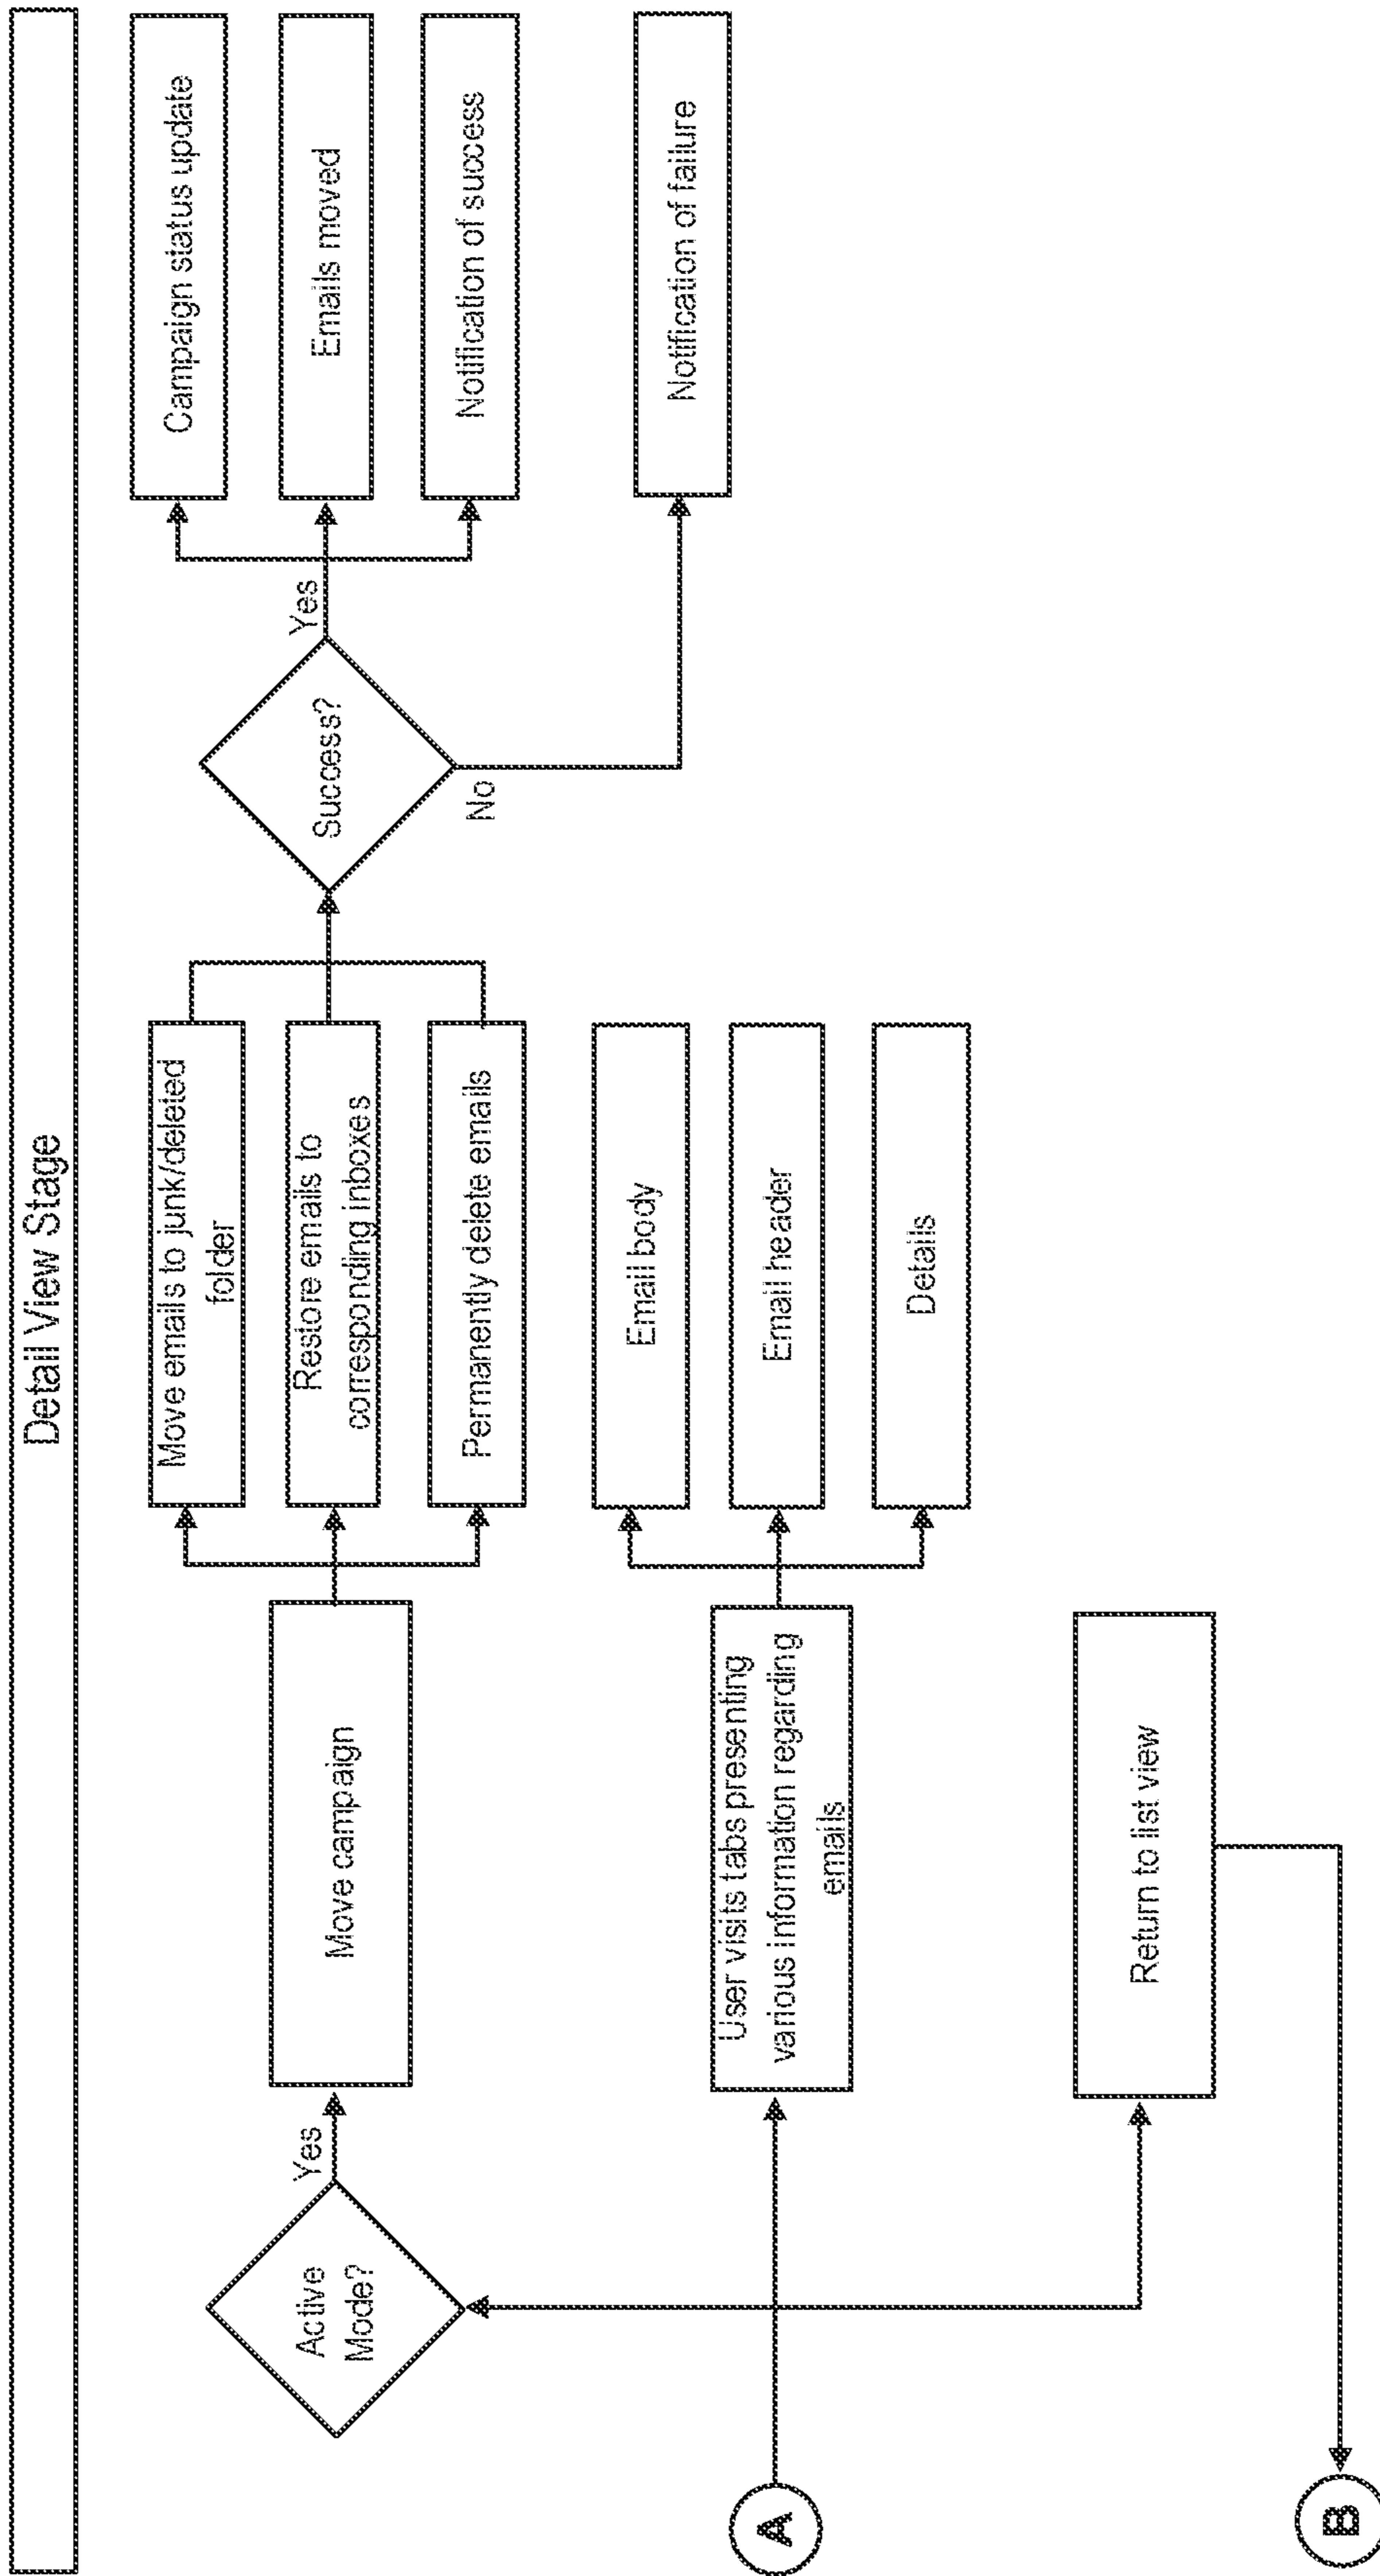 Detail View Stage
Active
Mode?
Yes
Move campaign
Move emails to junk/deleted
folder
Restore emails to
corresponding inboxes
Permanently delete emails
Success?
Yes
No
Campaign status update
Emails moved
Notification of success
Notification of failure
A
User visits tabs presenting
various information regarding
emails
Email body
Email header
Details
Return to list view
B